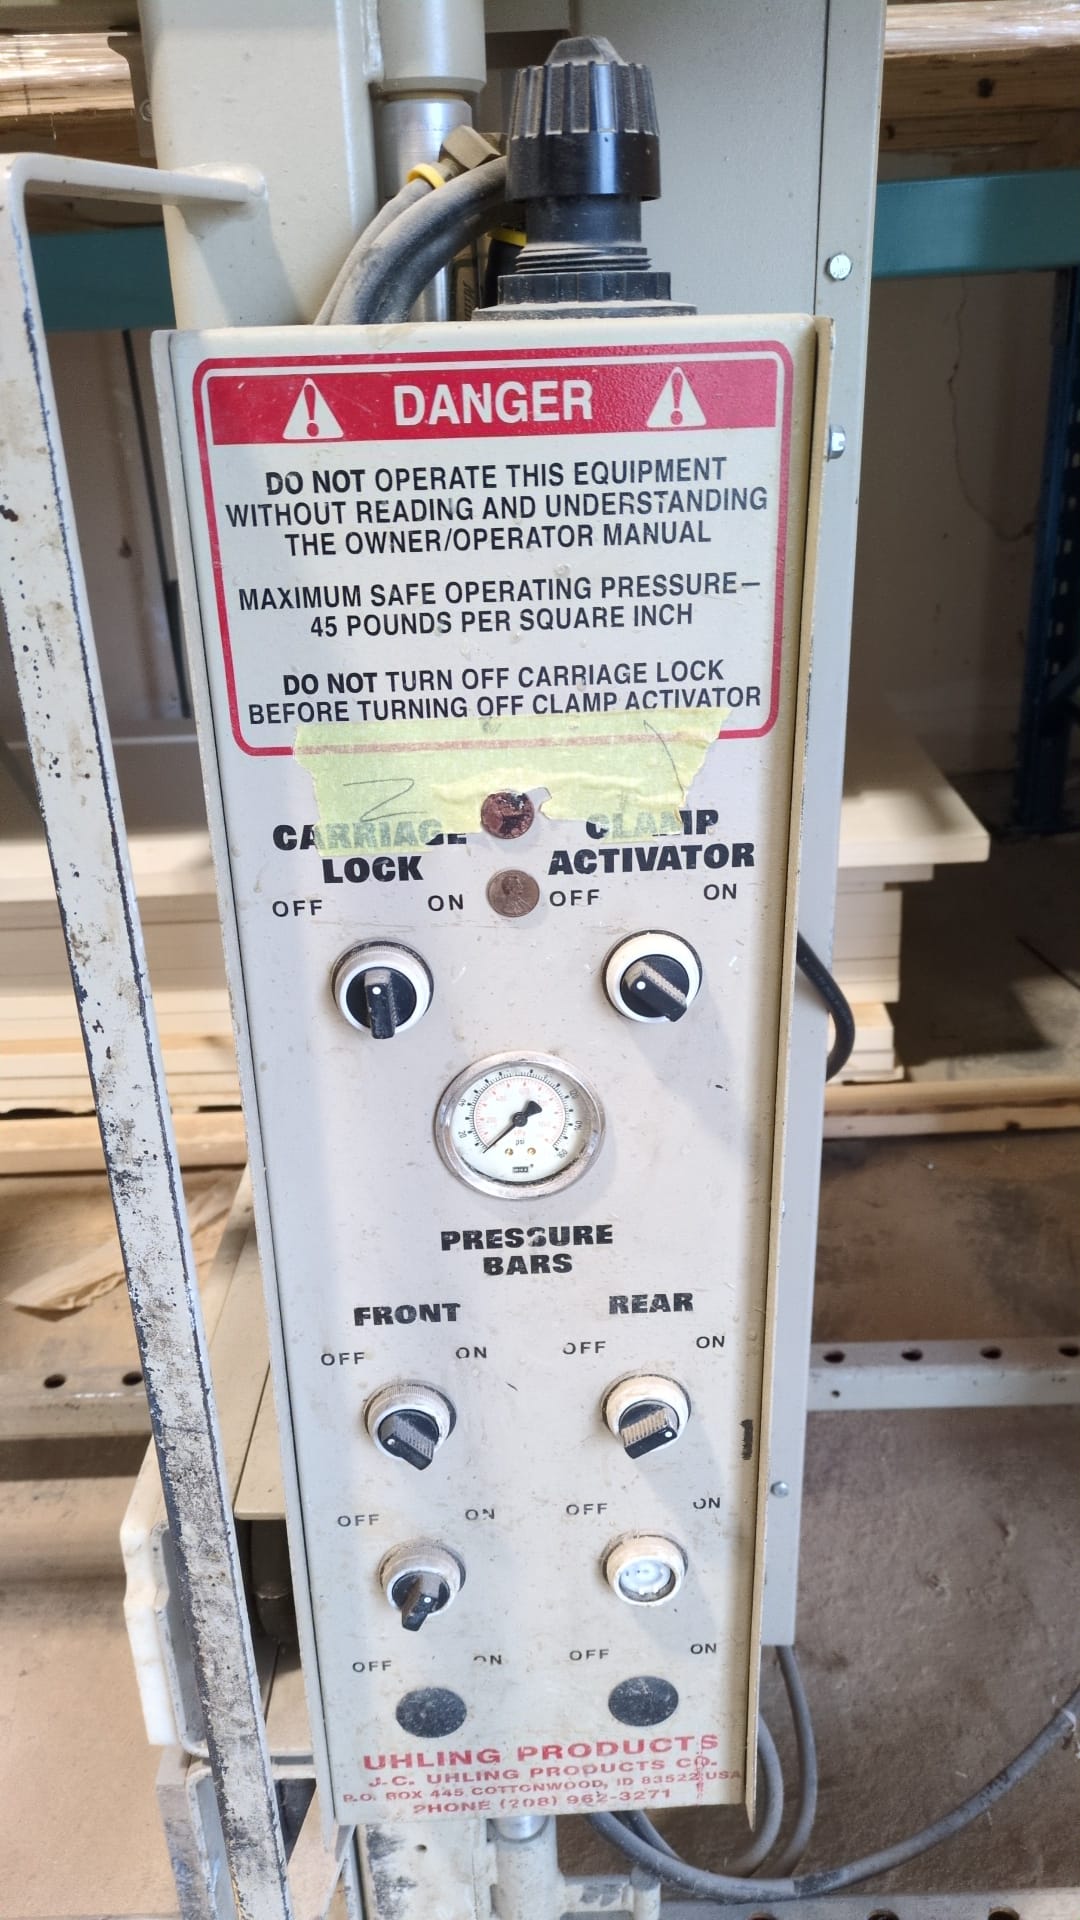 DANGER
DO NOT OPERATE THIS EQUIPMENT
WITHOUT READING AND UNDERSTANDING
THE OWNER/OPERATOR MANUAL
MAXIMUM SAFE OPERATING PRESSURE—
45 POUNDS PER SQUARE INCH
DO NOT TURN OFF CARRIAGE LOCK
BEFORE TURNING OFF CLAMP ACTIVATOR
2 1
CARRIAGE CLAMP
LOCK ACTIVATOR
OFF ON OFF ON
PRESSURE
BARS
FRONT REAR
OFF ON OFF ON
OFF ON OFF ON
OFF ON OFF ON
UHLING PRODUCTS
J.C. UHLING PRODUCTS CO.
P.O. BOX 445 COTTONWOOD, ID 83522 USA
PHONE (208) 962-3271